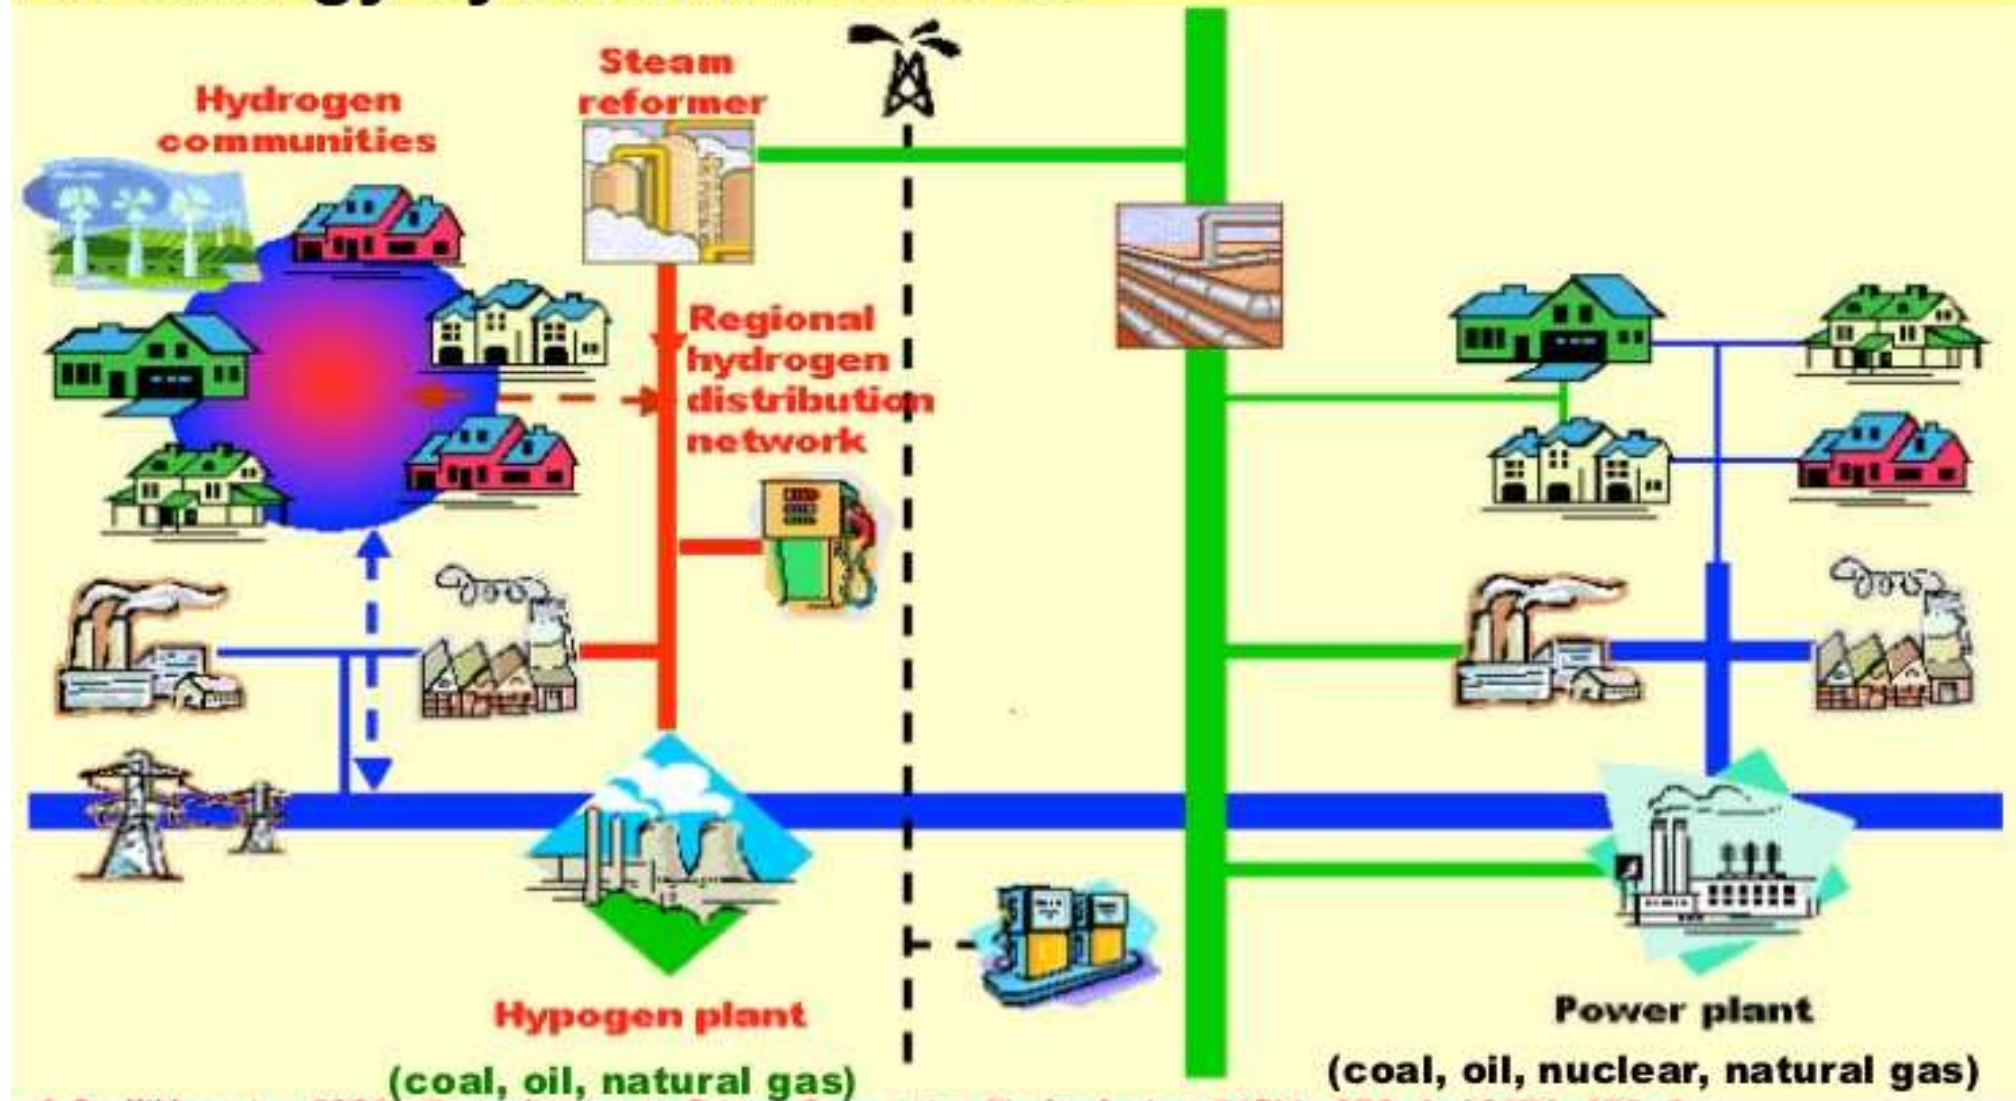 Steam
reformer
Hydrogen
communities
Regional
hydrogen
distribution
network
Hypogen plant
(coal, oil, natural gas)
Power plant
(coal, oil, nuclear, natural gas)